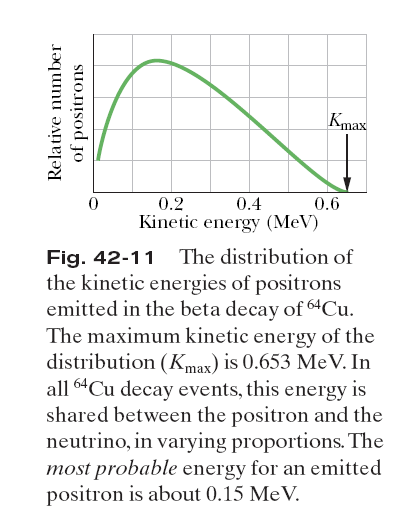 Relative number
of positrons
Kmax
0 0.2 0.4 0.6
Kinetic energy (MeV)
Fig. 42-11 The distribution of
the kinetic energies of positrons
emitted in the beta decay of ⁶⁴Cu.
The maximum kinetic energy of the
distribution (Kmax) is 0.653 MeV. In
all ⁶⁴Cu decay events, this energy is
shared between the positron and the
neutrino, in varying proportions. The
most probable energy for an emitted
positron is about 0.15 MeV.